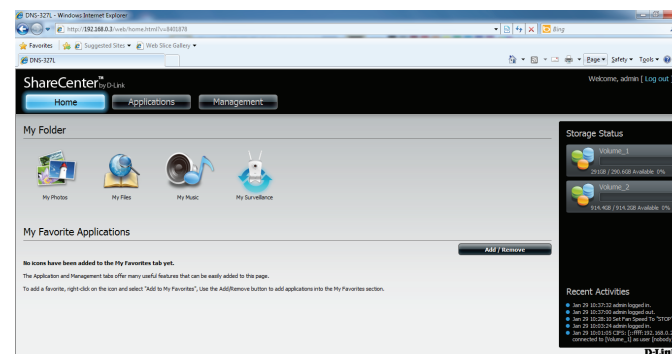 DNS-327L - Windows Internet Explorer
http://192.168.0.3/web/home.html?v=8401878
Bing
Favorites Suggested Sites Web Slice Gallery
DNS-327L
Page Safety Tools
ShareCenter™ by D-Link
Welcome, admin [ Log out ]
Home Applications Management
My Folder
My Photos My Files My Music My Surveillance
My Favorite Applications
Add / Remove
No icons have been added to the My Favorites tab yet.
The Application and Management tabs offer many useful features that can be easily added to this page.
To add a favorite, right-click on the icon and select "Add to My Favorites", Use the Add/Remove button to add applications into the My Favorites section.
Storage Status
Volume_1
291GB / 290.6GB Available 0%
Volume_2
914.4GB / 914.2GB Available 0%
Recent Activities
Jan 29 10:37:32 admin logged in.
Jan 29 10:37:00 admin logged out.
Jan 29 10:28:10 Set Fan Speed To "STOP"
Jan 29 10:03:24 admin logged in.
Jan 29 10:01:05 CIFS: [::ffff:192.168.0.2
connected to [Volume_1] as user [nobod
D-Link